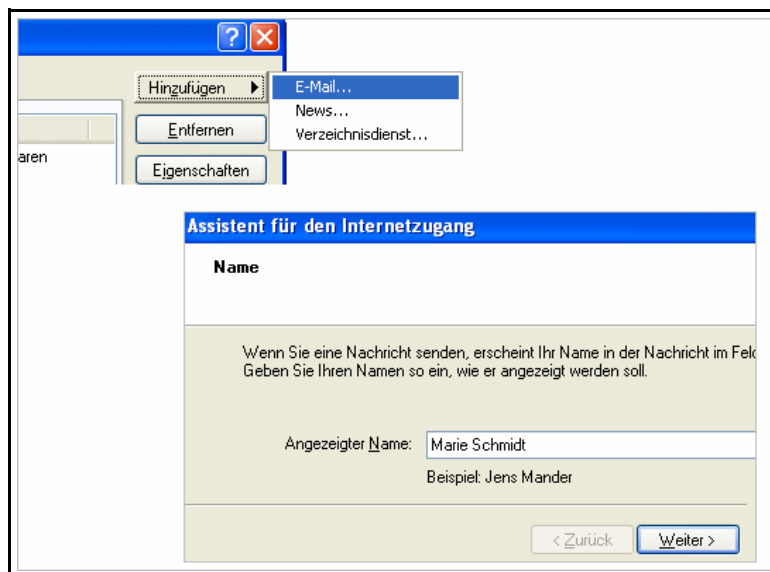 ?
Hinzufügen
E-Mail...
News...
Verzeichnisdienst...
Entfernen
aren
Eigenschaften
Assistent für den Internetzugang
Name
Wenn Sie eine Nachricht senden, erscheint Ihr Name in der Nachricht im Feld
Geben Sie Ihren Namen so ein, wie er angezeigt werden soll.
Angezeigter Name: Marie Schmidt
Beispiel: Jens Mander
< Zurück Weiter >